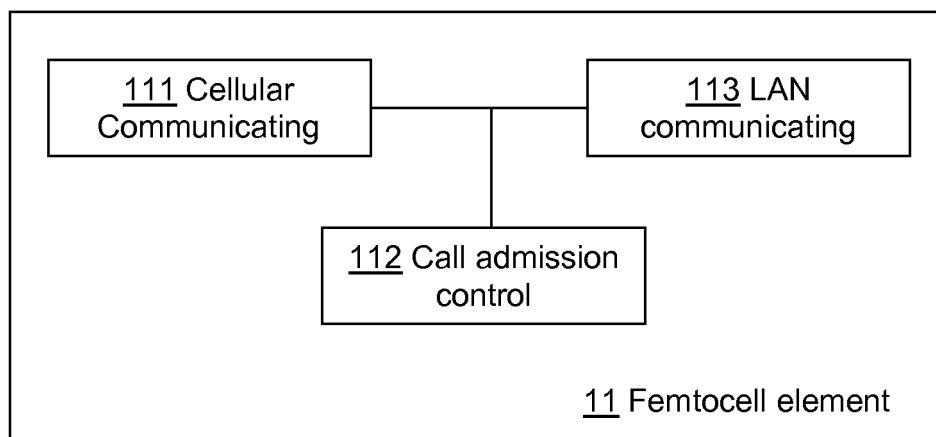 111 Cellular
Communicating
113 LAN
communicating
112 Call admission
control
11 Femtocell element